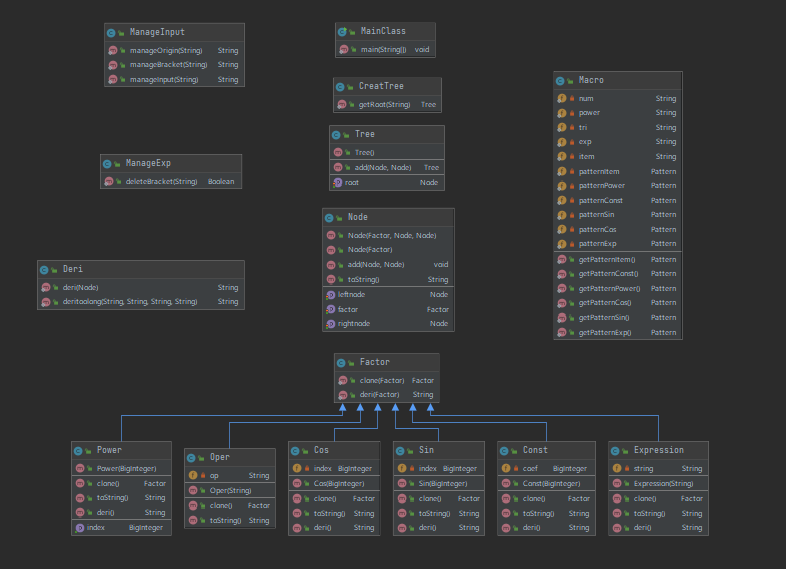 ManageInput
manageOrigin(String) String
manageBracket(String) String
manageInput(String) String
MainClass
main(String[]) void
CreatTree
getRoot(String) Tree
Macro
num String
power String
tri String
exp String
item String
patternItem Pattern
patternPower Pattern
patternConst Pattern
patternSin Pattern
patternCos Pattern
patternExp Pattern
getPatternItem() Pattern
getPatternConst() Pattern
getPatternPower() Pattern
getPatternCos() Pattern
getPatternSin() Pattern
getPatternExp() Pattern
Tree
Tree()
add(Node, Node) Tree
root Node
ManageExp
deleteBracket(String) Boolean
Node
Node(Factor, Node, Node)
Node(Factor)
add(Node, Node) void
toString() String
leftnode Node
factor Factor
rightnode Node
Deri
deri(Node) String
deritoolong(String, String, String, String) String
Factor
clone(Factor) Factor
deri(Factor) String
Power
Power(BigInteger)
clone() Factor
toString() String
deri() String
index BigInteger
Oper
op String
Oper(String)
clone() Factor
toString() String
Cos
index BigInteger
Cos(BigInteger)
clone() Factor
toString() String
deri() String
Sin
index BigInteger
Sin(BigInteger)
clone() Factor
toString() String
deri() String
Const
coef BigInteger
Const(BigInteger)
clone() Factor
toString() String
deri() String
Expression
string String
Expression(String)
clone() Factor
toString() String
deri() String